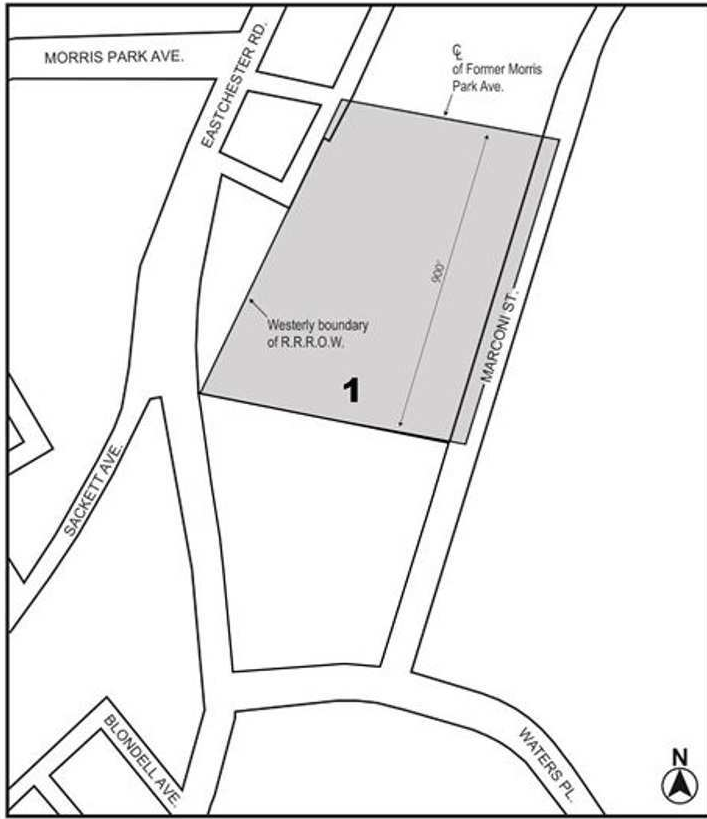 MORRIS PARK AVE.
EASTCHESTER RD.
℄
of Former Morris
Park Ave.
900'
Westerly boundary
of R.R.R.O.W.
MARCONI ST.
1
SACKETT AVE.
BLONDELL AVE.
WATERS PL.
N